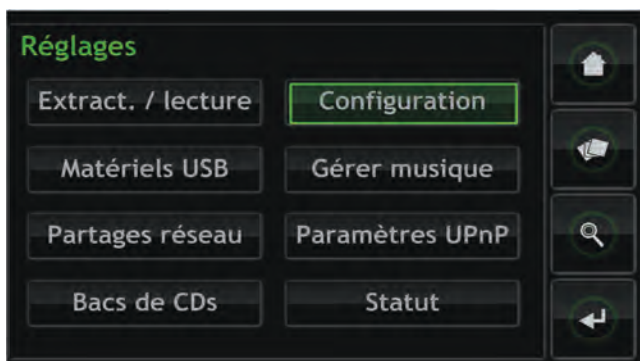 Réglages
Extract. / lecture
Configuration
Matériels USB
Gérer musique
Partages réseau
Paramètres UPnP
Bacs de CDs
Statut